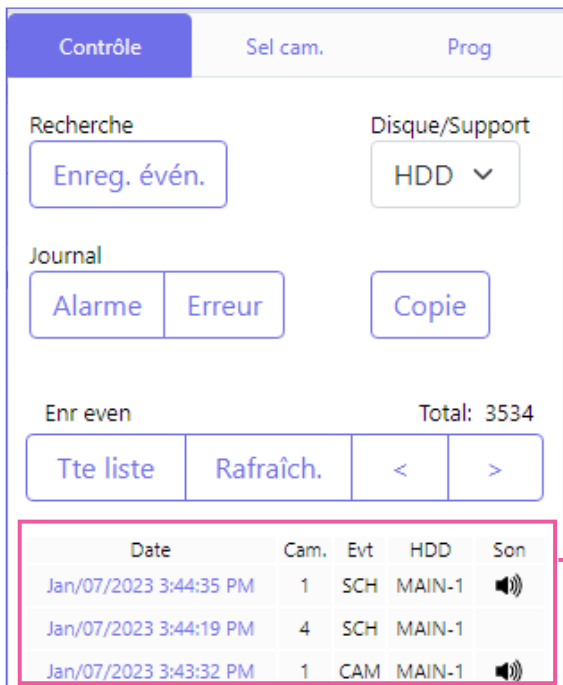 Contrôle Sel cam. Prog
Recherche Disque/Support
Enreg. évén. HDD
Journal
Alarme Erreur Copie
Enr even Total: 3534
Tte liste Rafraîch. < >
Date Cam. Evt HDD Son
Jan/07/2023 3:44:35 PM 1 SCH MAIN-1
Jan/07/2023 3:44:19 PM 4 SCH MAIN-1
Jan/07/2023 3:43:32 PM 1 CAM MAIN-1